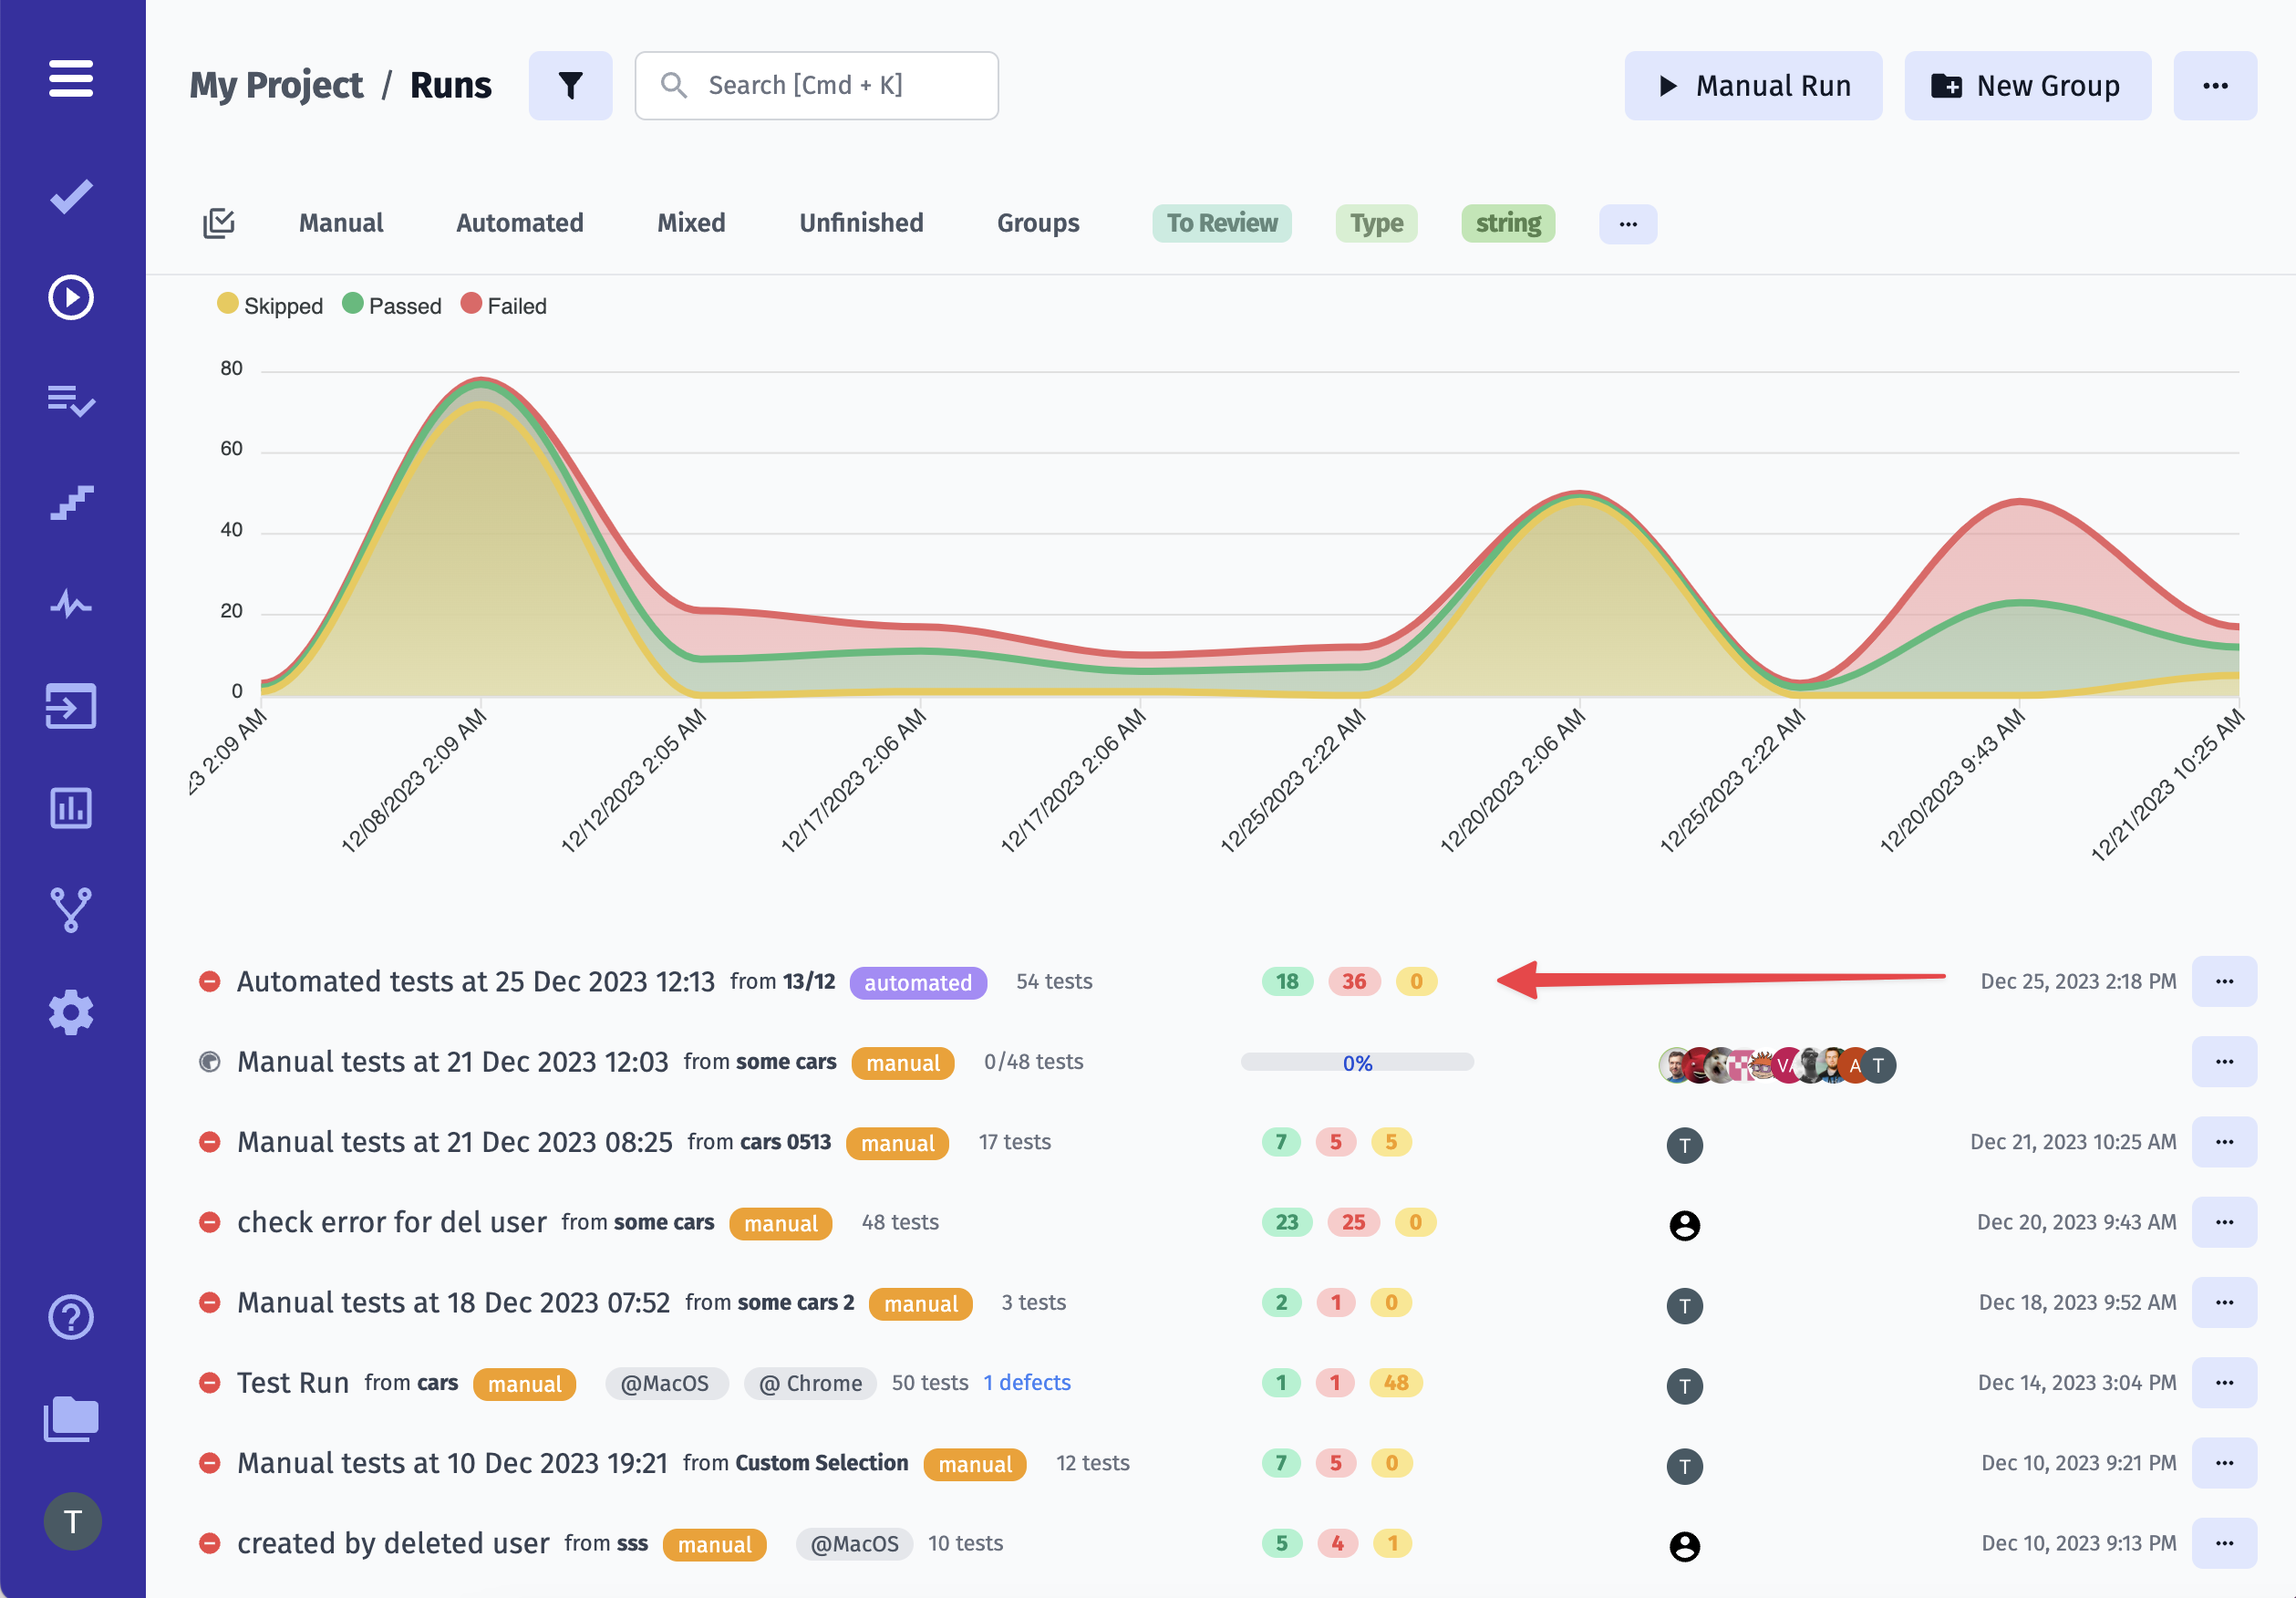 My Project / Runs
Search [Cmd + K]
Manual Run
New Group
Manual Automated Mixed Unfinished Groups To Review Type string
Skipped Passed Failed
80
60
40
20
0
23 2:09 AM
12/08/2023 2:09 AM
12/12/2023 2:05 AM
12/17/2023 2:06 AM
12/17/2023 2:06 AM
12/25/2023 2:22 AM
12/20/2023 2:06 AM
12/25/2023 2:22 AM
12/20/2023 9:43 AM
12/21/2023 10:25 AM
Automated tests at 25 Dec 2023 12:13 from 13/12 automated 54 tests 18 36 0 Dec 25, 2023 2:18 PM
Manual tests at 21 Dec 2023 12:03 from some cars manual 0/48 tests 0% A T
Manual tests at 21 Dec 2023 08:25 from cars 0513 manual 17 tests 7 5 5 T Dec 21, 2023 10:25 AM
check error for del user from some cars manual 48 tests 23 25 0 Dec 20, 2023 9:43 AM
Manual tests at 18 Dec 2023 07:52 from some cars 2 manual 3 tests 2 1 0 T Dec 18, 2023 9:52 AM
Test Run from cars manual @MacOS @ Chrome 50 tests 1 defects 1 1 48 T Dec 14, 2023 3:04 PM
Manual tests at 10 Dec 2023 19:21 from Custom Selection manual 12 tests 7 5 0 T Dec 10, 2023 9:21 PM
created by deleted user from sss manual @MacOS 10 tests 5 4 1 Dec 10, 2023 9:13 PM
T